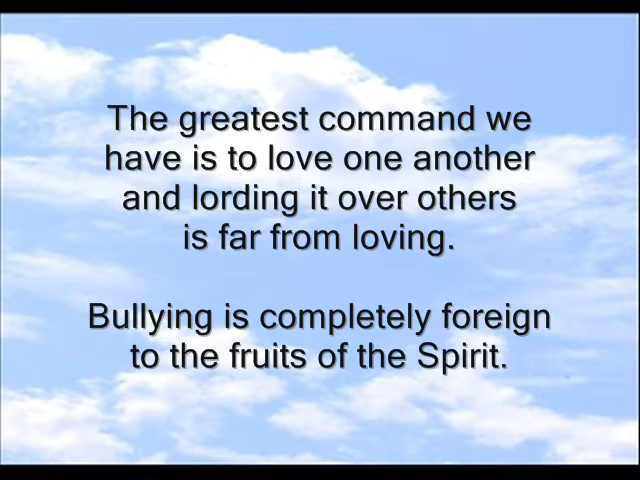 The greatest command we
have is to love one another
and lording it over others
is far from loving.
Bullying is completely foreign
to the fruits of the Spirit.